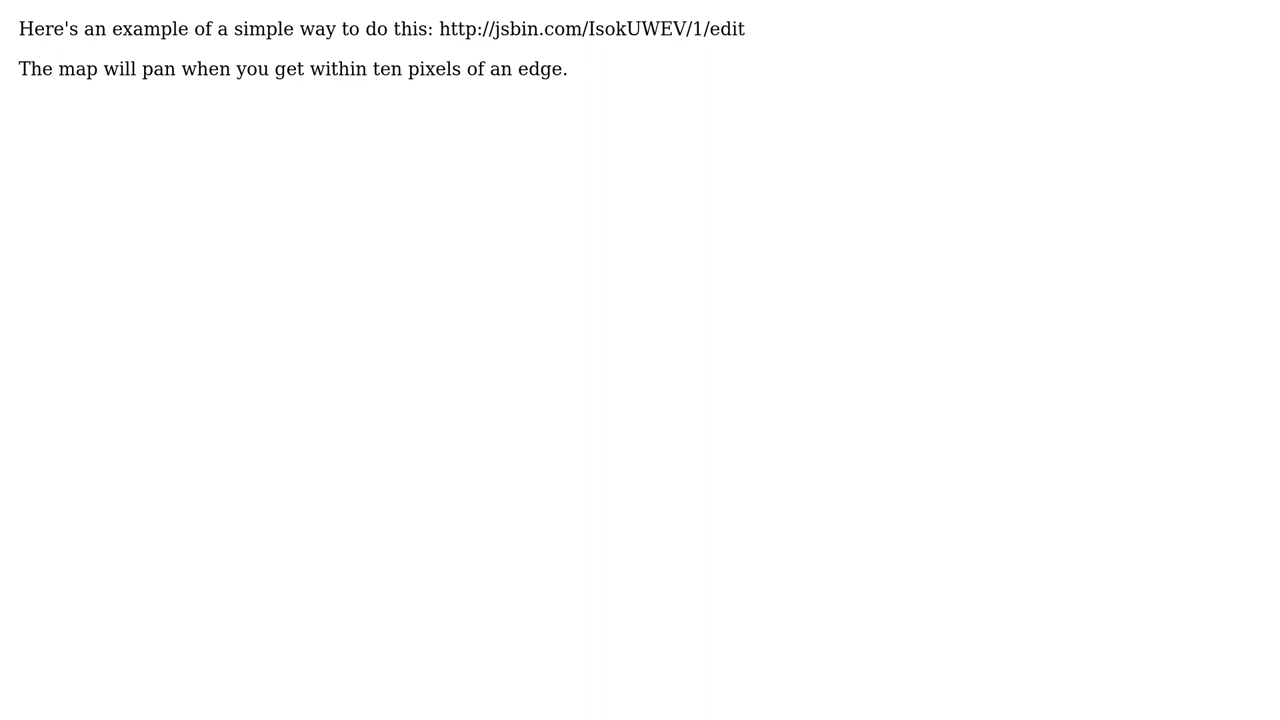 Here's an example of a simple way to do this: http://jsbin.com/IsokUWEV/1/edit
The map will pan when you get within ten pixels of an edge.